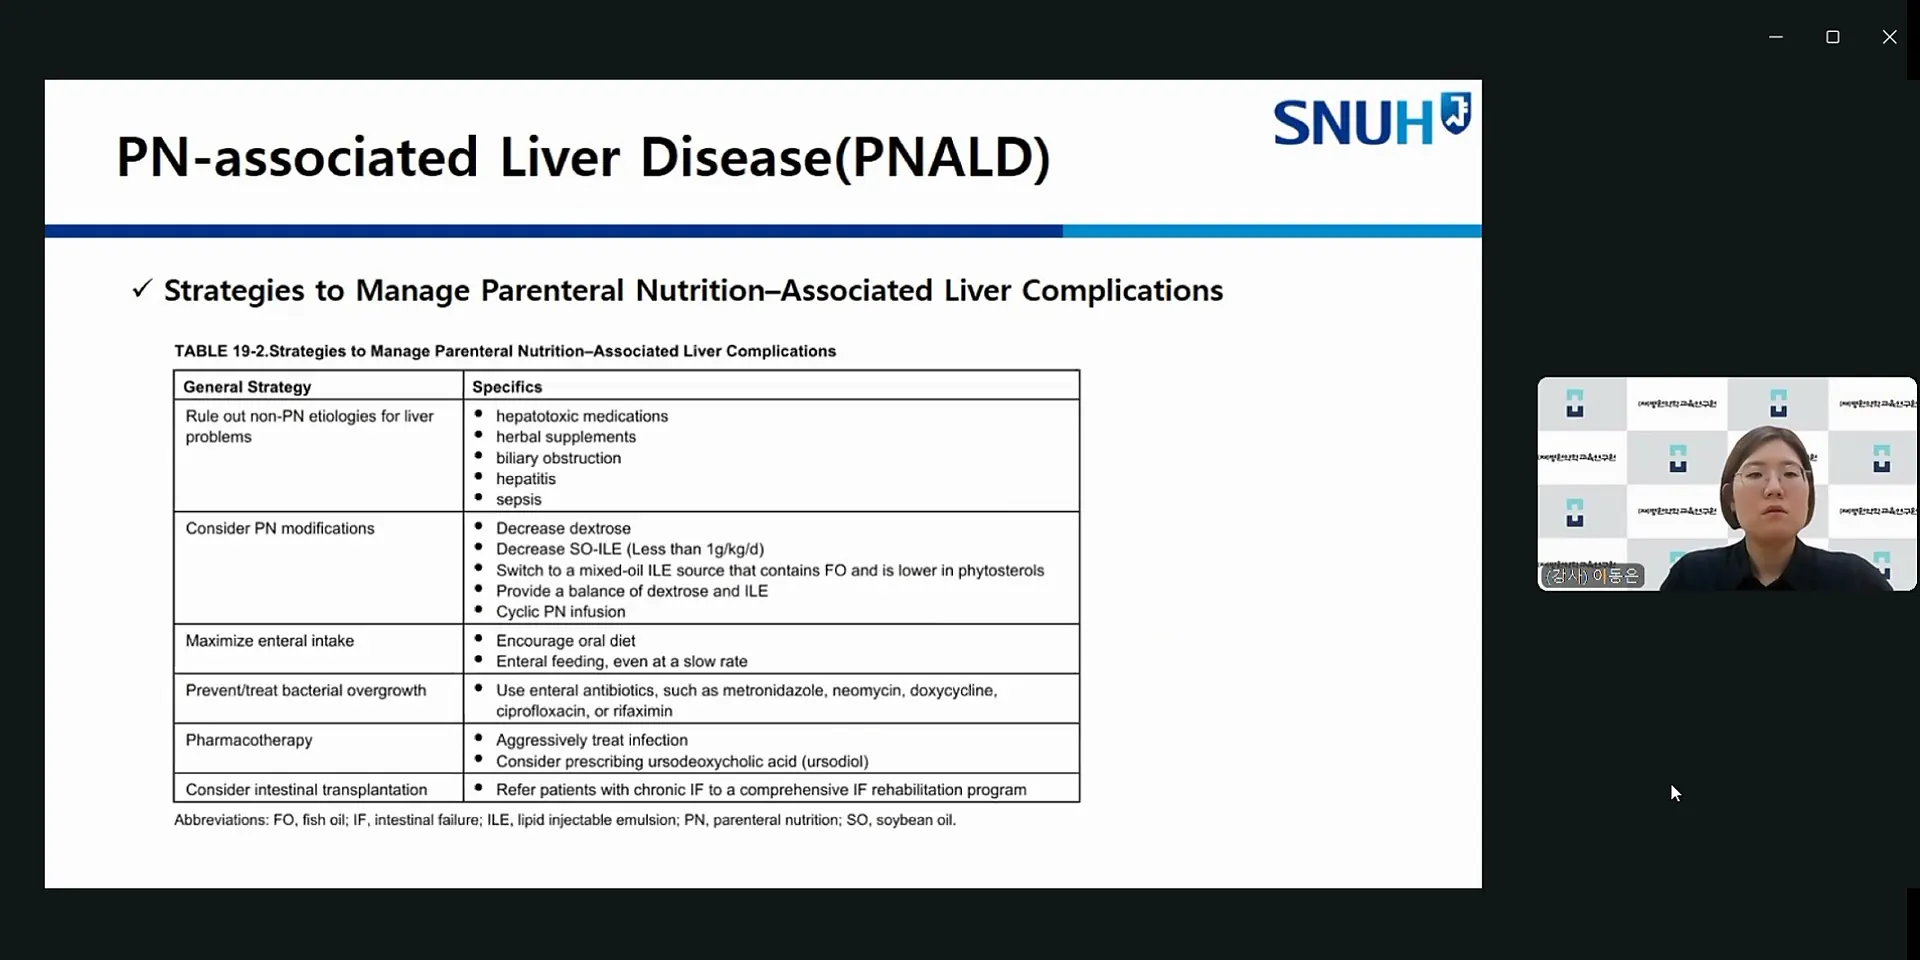 SNUH
PN-associated Liver Disease(PNALD)
✓ Strategies to Manage Parenteral Nutrition–Associated Liver Complications
TABLE 19-2.Strategies to Manage Parenteral Nutrition–Associated Liver Complications
General Strategy
Specifics
Rule out non-PN etiologies for liver
problems
• hepatotoxic medications
• herbal supplements
• biliary obstruction
• hepatitis
• sepsis
Consider PN modifications
• Decrease dextrose
• Decrease SO-ILE (Less than 1g/kg/d)
• Switch to a mixed-oil ILE source that contains FO and is lower in phytosterols
• Provide a balance of dextrose and ILE
• Cyclic PN infusion
Maximize enteral intake
• Encourage oral diet
• Enteral feeding, even at a slow rate
Prevent/treat bacterial overgrowth
• Use enteral antibiotics, such as metronidazole, neomycin, doxycycline,
ciprofloxacin, or rifaximin
Pharmacotherapy
• Aggressively treat infection
• Consider prescribing ursodeoxycholic acid (ursodiol)
Consider intestinal transplantation
• Refer patients with chronic IF to a comprehensive IF rehabilitation program
Abbreviations: FO, fish oil; IF, intestinal failure; ILE, lipid injectable emulsion; PN, parenteral nutrition; SO, soybean oil.
(강사) 이동은